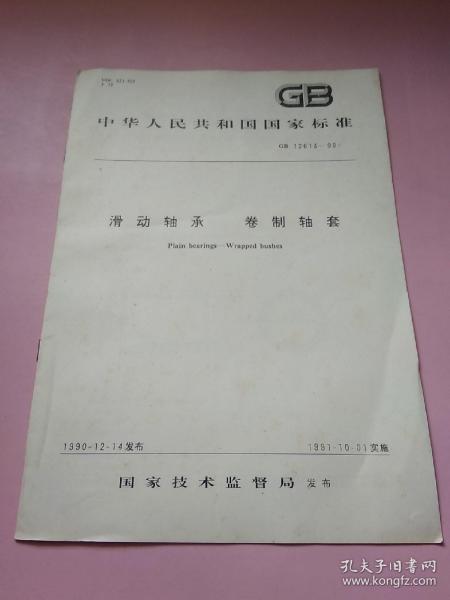 GB
中华人民共和国国家标准
GB 12613—90
滑动轴承 卷制轴套
Plain bearings—Wrapped bushes
1990-12-14发布 1991-10-01实施
国家技术监督局 发布
孔夫子旧书网
www.kongfz.com